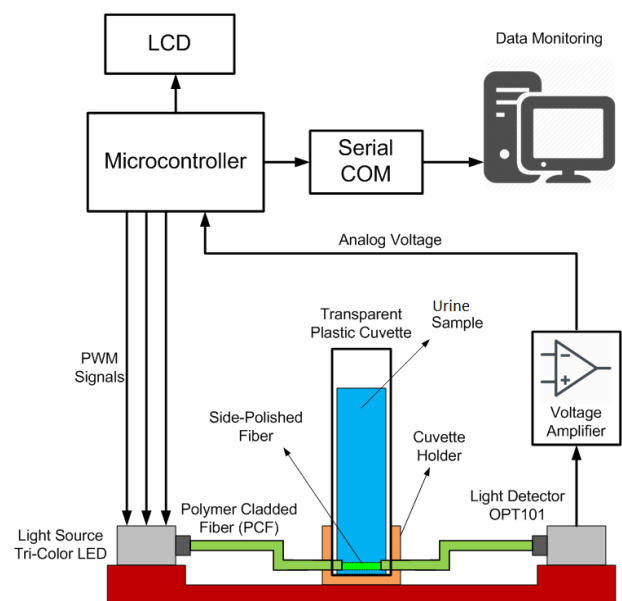 LCD
Data Monitoring
Microcontroller
Serial
COM
Analog Voltage
Urine
Sample
Transparent
Plastic Cuvette
PWM
Signals
Voltage
Amplifier
Side-Polished
Fiber
Cuvette
Holder
Polymer Cladded
Fiber (PCF)
Light Detector
OPT101
Light Source
Tri-Color LED